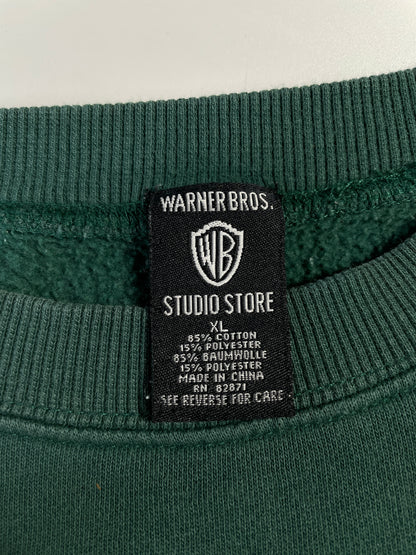 WARNER BROS.
WB
STUDIO STORE
XL
85% COTTON
15% POLYESTER
85% BAUMWOLLE
15% POLYESTER
MADE IN CHINA
RN 82871
SEE REVERSE FOR CARE